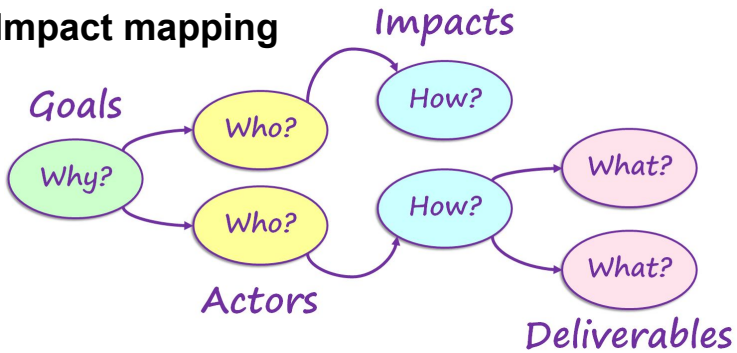 Impact mapping
Impacts
Goals
How?
Who?
Why?
What?
Who?
How?
What?
Actors
Deliverables